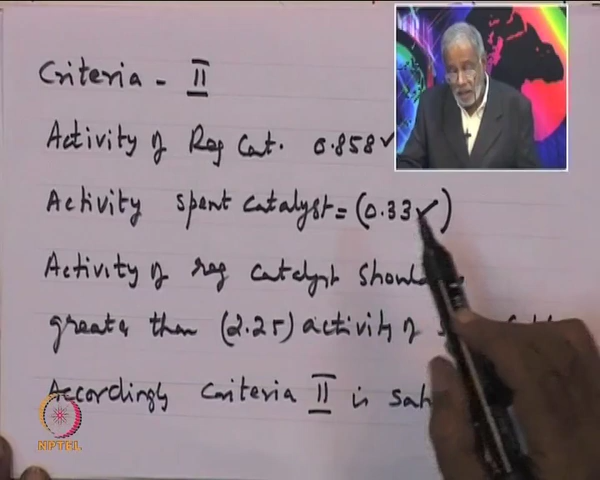 Criteria - II
Activity of Reg Cat. 0.858 ✓
Activity spent catalyst = (0.33 ✓)
Activity of reg catalyst should
greater than (2.25) activity of
Accordingly Criteria II is
NPTEL